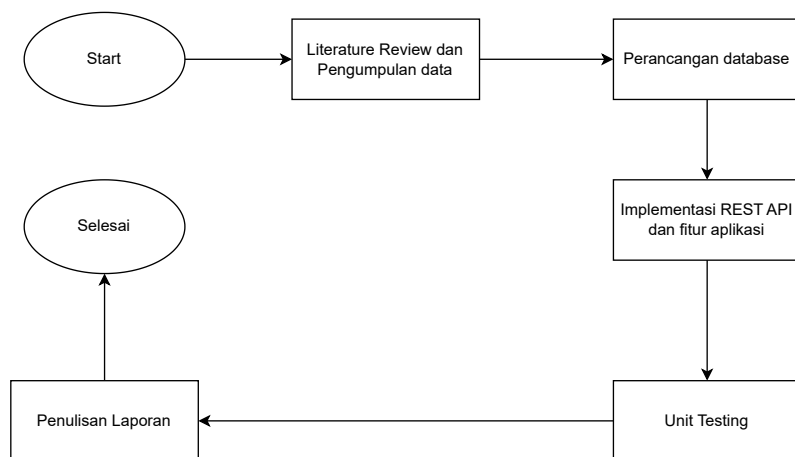 Start
Literature Review dan
Pengumpulan data
Perancangan database
Implementasi REST API
dan fitur aplikasi
Unit Testing
Penulisan Laporan
Selesai